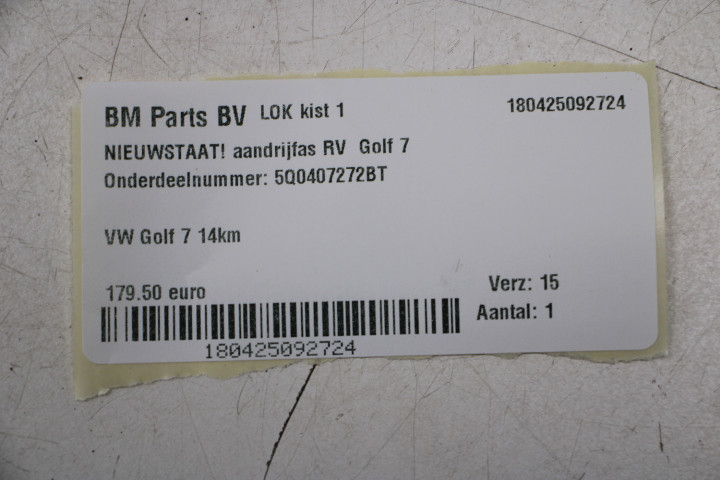 BM Parts BV LOK kist 1 180425092724
NIEUWSTAAT! aandrijfas RV Golf 7
Onderdeelnummer: 5Q0407272BT
VW Golf 7 14km
179.50 euro Verz: 15
Aantal: 1
180425092724